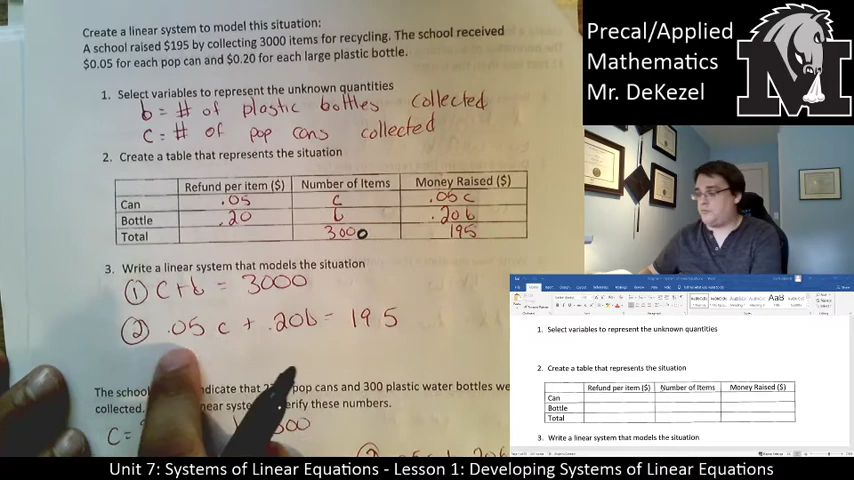 Create a linear system to model this situation:
A school raised $195 by collecting 3000 items for recycling. The school received
$0.05 for each pop can and $0.20 for each large plastic bottle.
1. Select variables to represent the unknown quantities
b = # of plastic bottles collected
c = # of pop cans collected
2. Create a table that represents the situation
Refund per item ($) Number of Items Money Raised ($)
Can .05 c .05c
Bottle .20 b .20b
Total 3000 195
3. Write a linear system that models the situation
① c+b = 3000
② .05 c + .20b = 195
The school indicate that pop cans and 300 plastic water bottles we
collected. near sys erify these numbers.
C=
Precal/Applied
Mathematics
Mr. DeKezel
M
1. Select variables to represent the unknown quantities
2. Create a table that represents the situation
Refund per item ($) Number of Items Money Raised ($)
Can
Bottle
Total
3. Write a linear system that models the situation
Unit 7: Systems of Linear Equations - Lesson 1: Developing Systems of Linear Equations